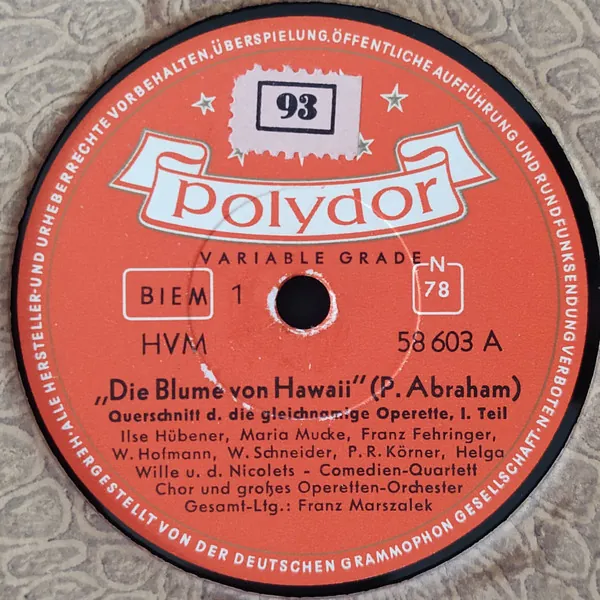 ALLE HERSTELLER-UND URHEBERRECHTE VORBEHALTEN, ÜBERSPIELUNG, ÖFFENTLICHE AUFFÜHRUNG UND RUNDFUNKSENDUNG VERBOTEN
93
polydor
VARIABLE GRADE
BIEM 1 N 78
HVM 58 603 A
„Die Blume von Hawaii" (P. Abraham)
Querschnitt d. die gleichnamige Operette, I. Teil
Ilse Hübener, Maria Mucke, Franz Fehringer,
W. Hofmann, W. Schneider, P. R. Körner, Helga
Wille u. d. Nicolets - Comedien-Quartett
Chor und großes Operetten-Orchester
Gesamt-Ltg.: Franz Marszalek
HERGESTELLT VON DER DEUTSCHEN GRAMMOPHON GESELLSCHAFT